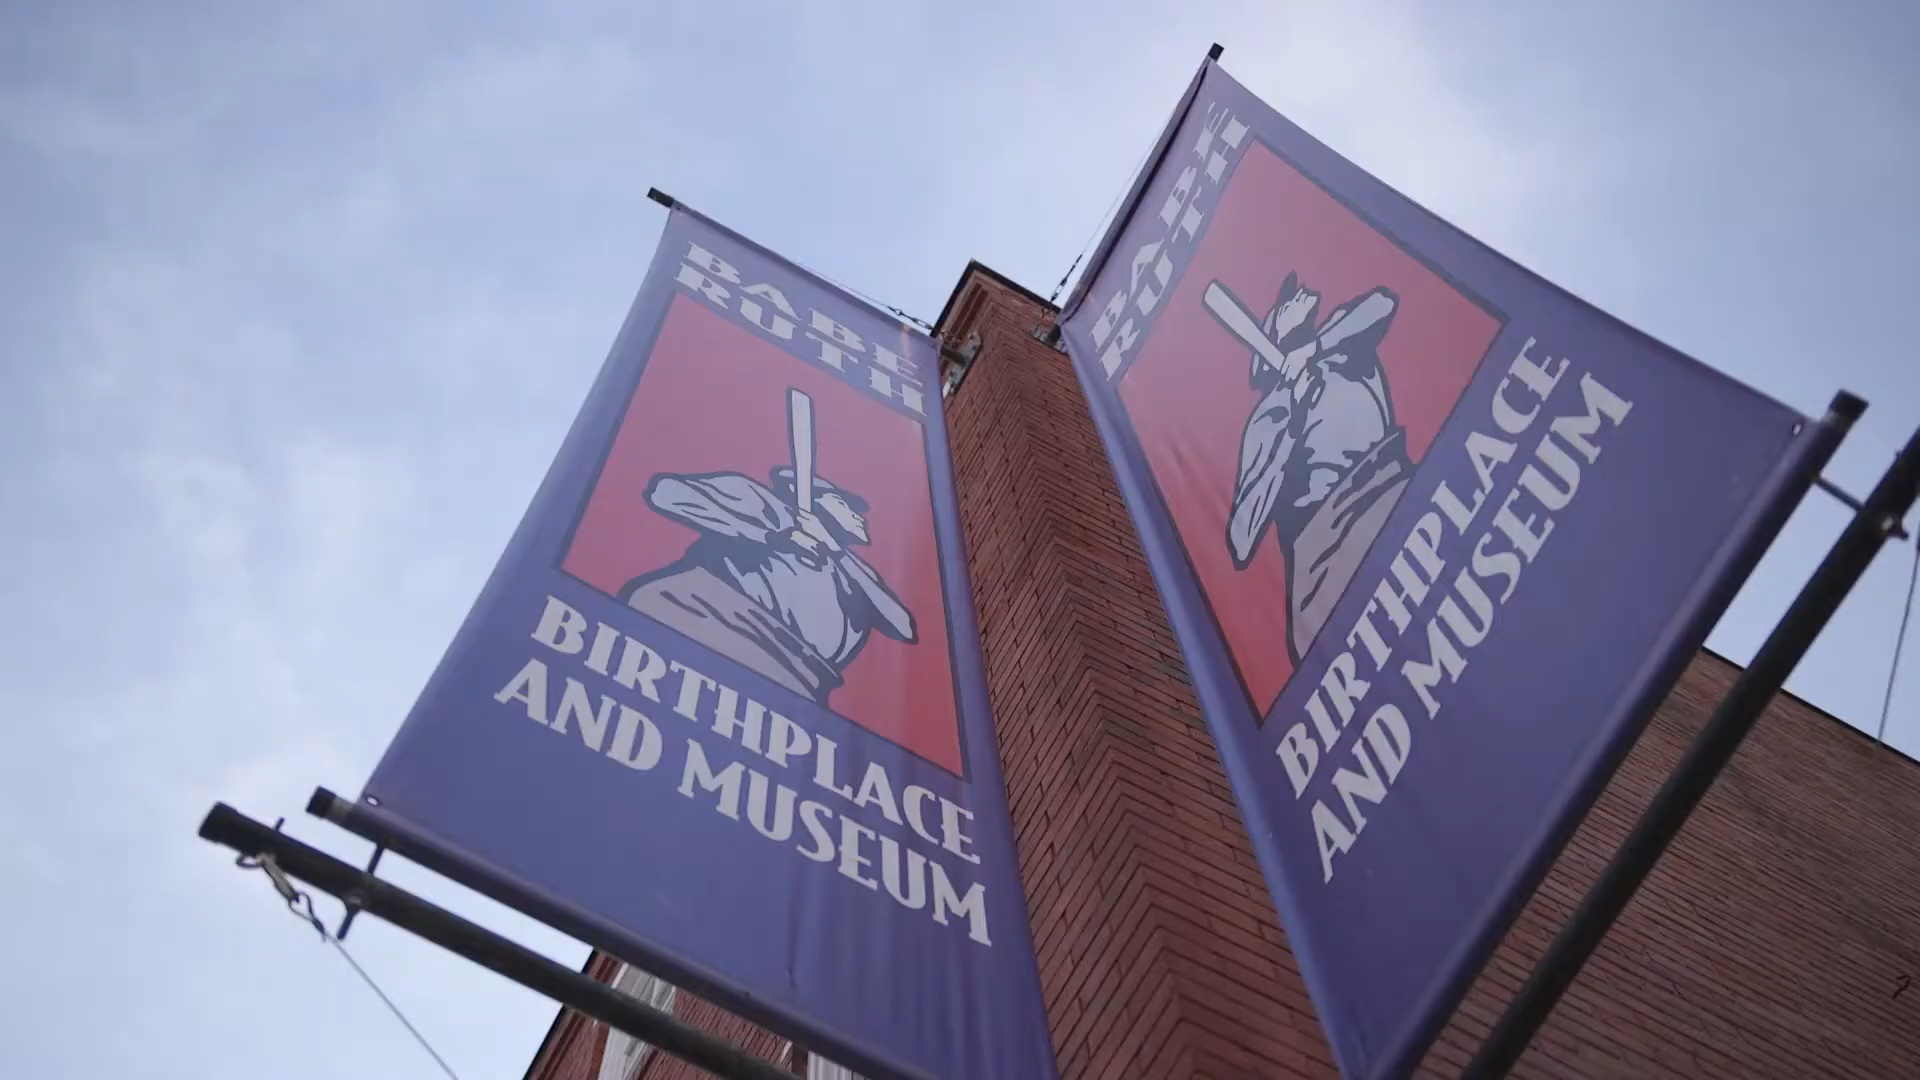 BABE
RUTH
BIRTHPLACE
AND MUSEUM
BABE
RUTH
BIRTHPLACE
AND MUSEUM